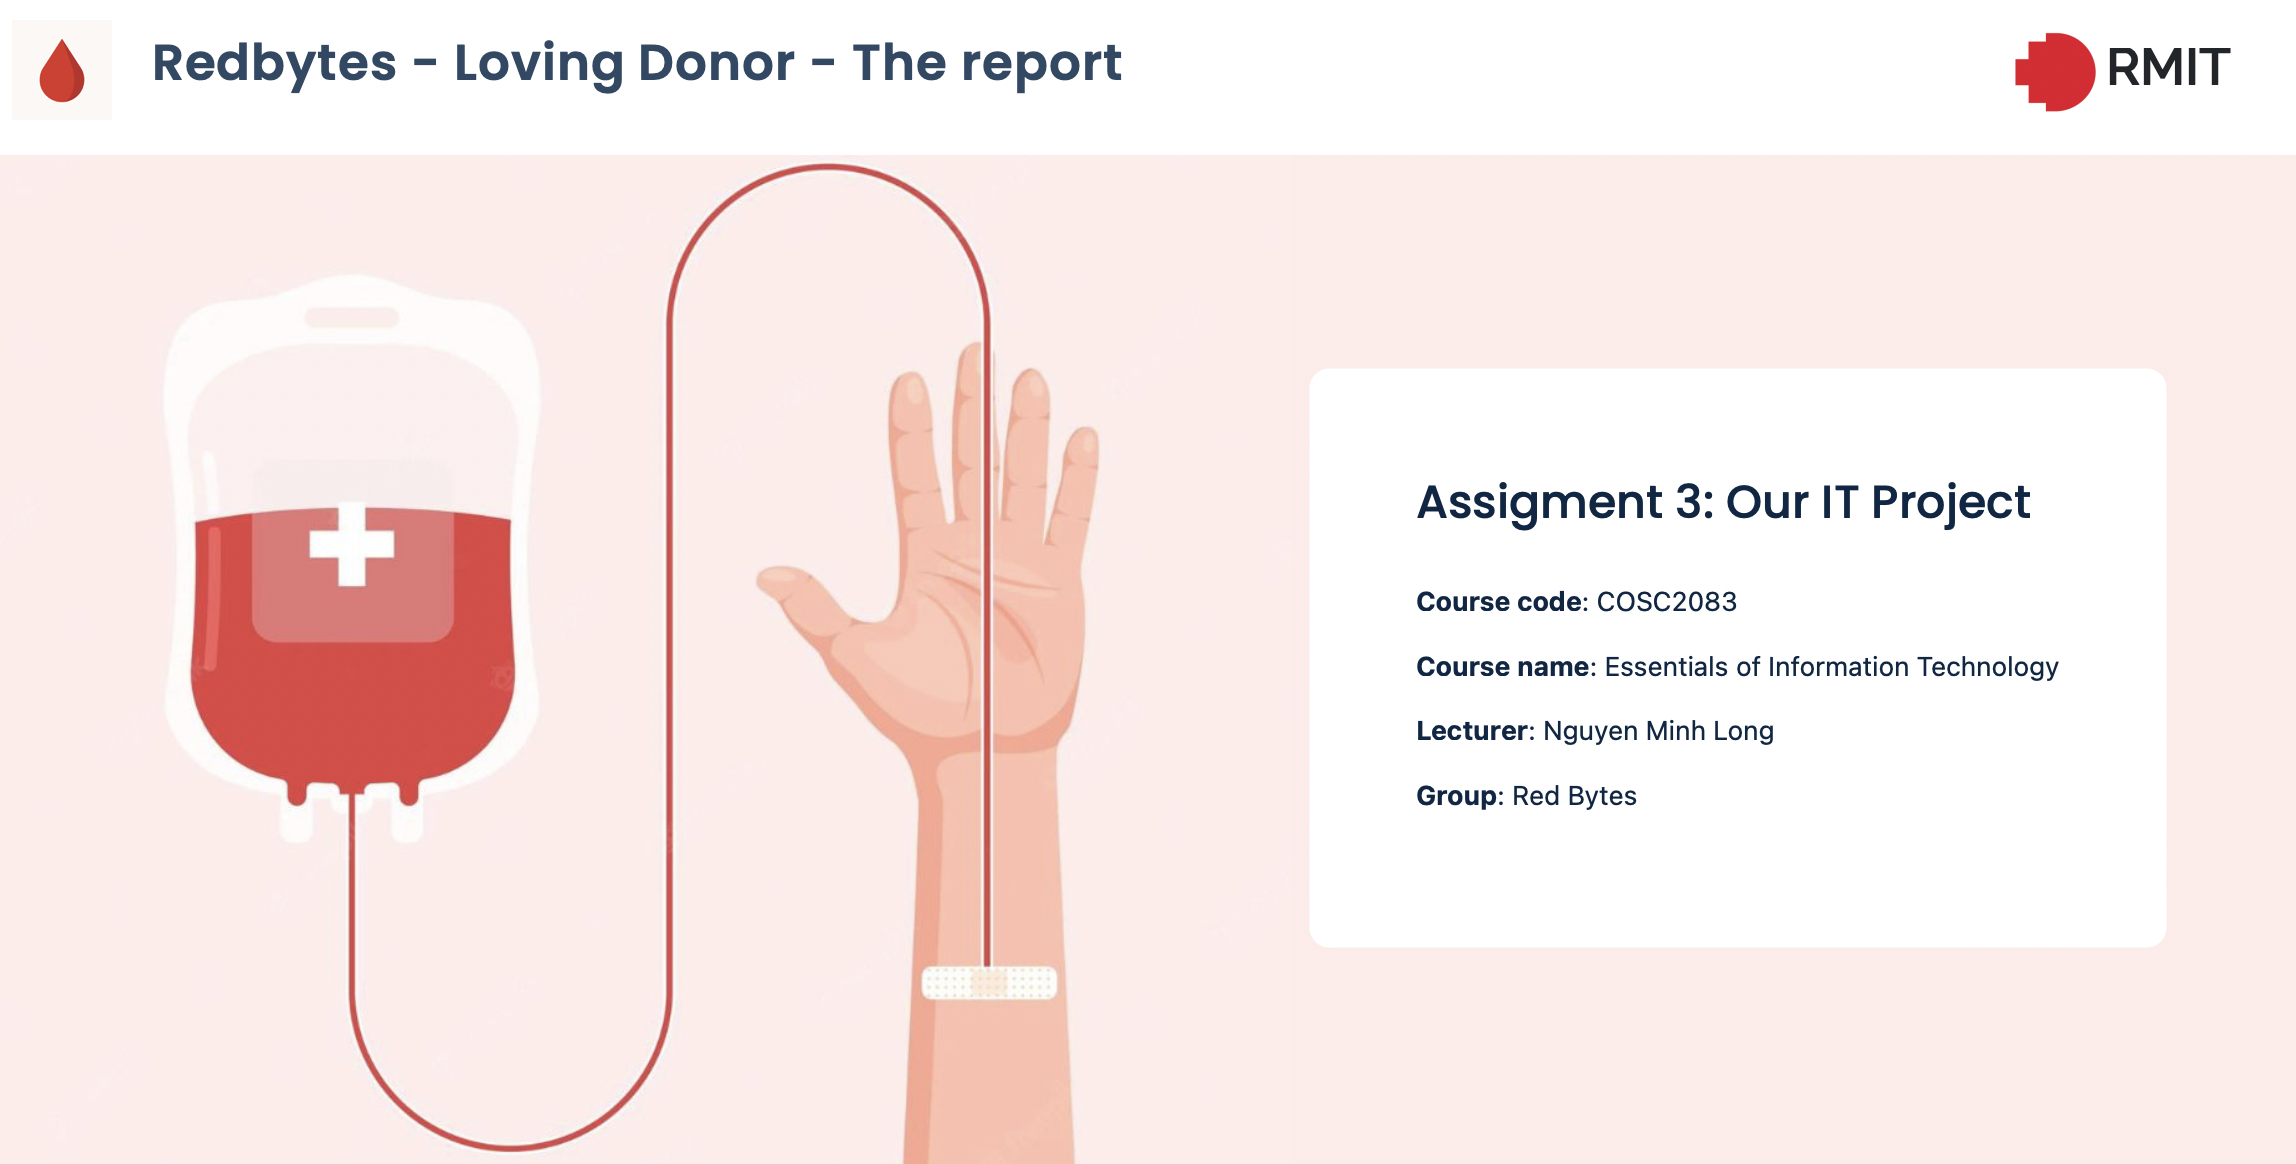 Redbytes - Loving Donor - The report
RMIT
Assigment 3: Our IT Project
Course code: COSC2083
Course name: Essentials of Information Technology
Lecturer: Nguyen Minh Long
Group: Red Bytes